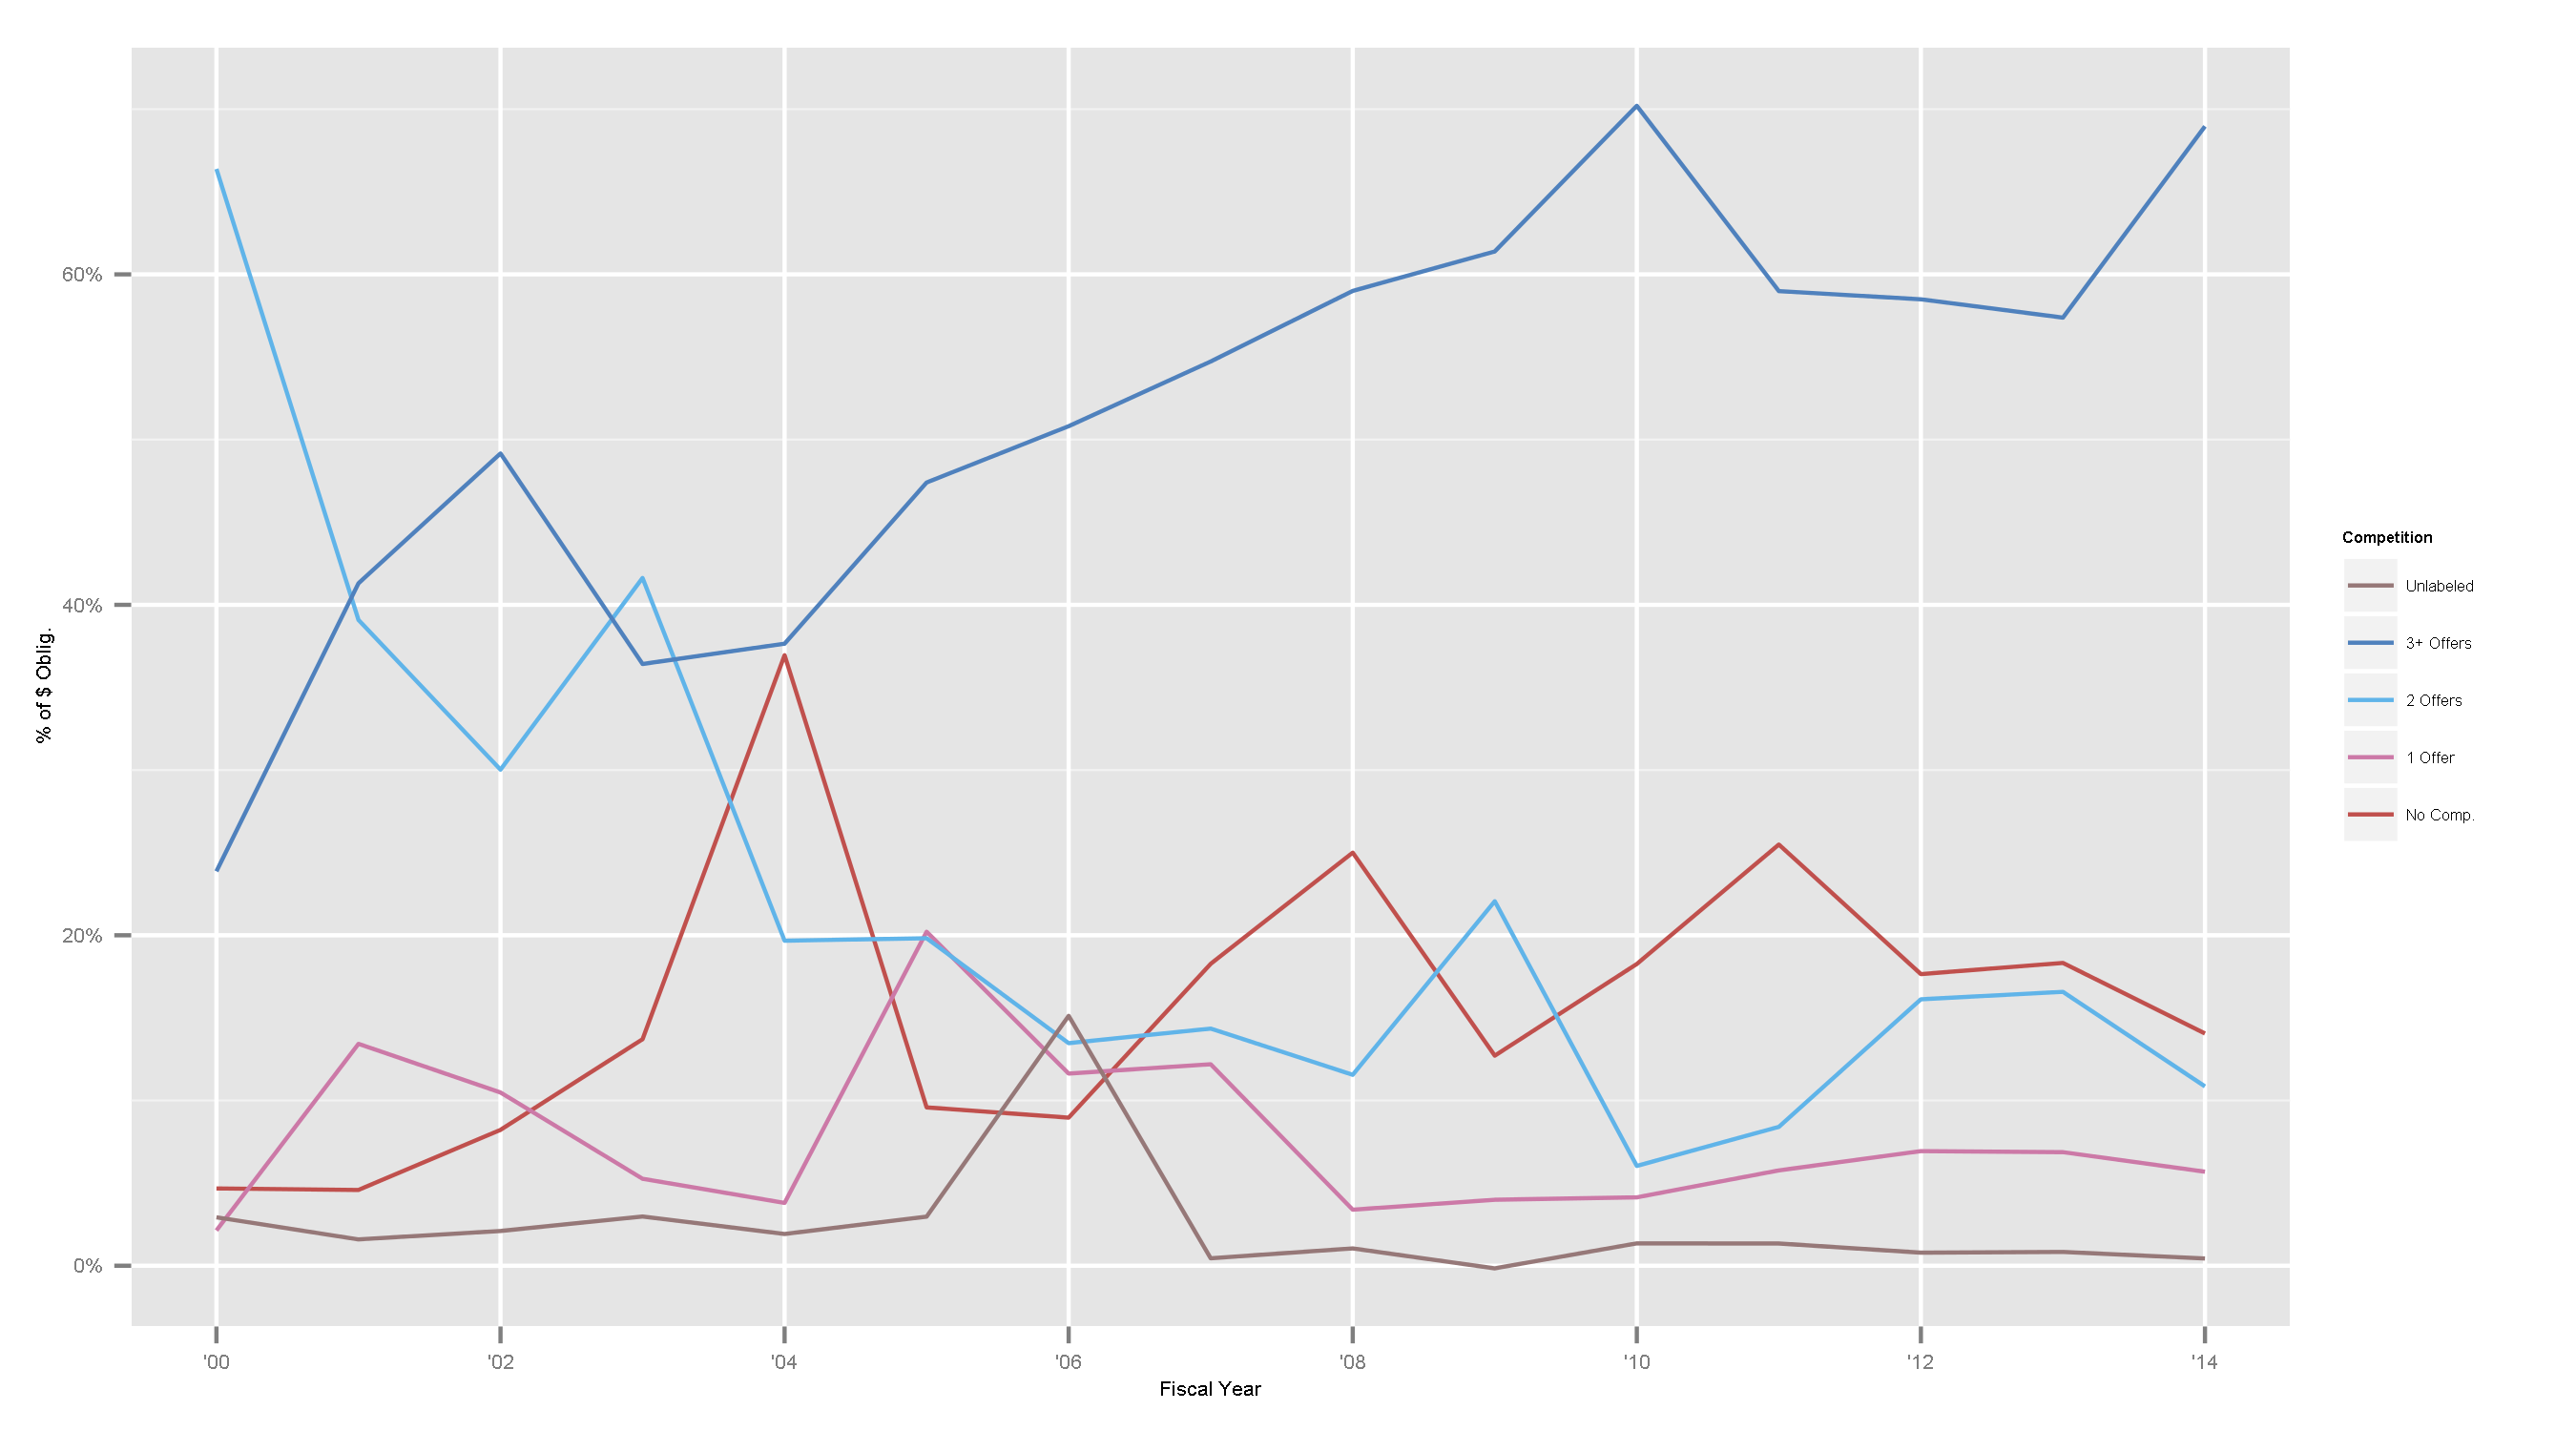 60%
40%
20%
0%
% of $ Oblig.
'00 '02 '04 '06 '08 '10 '12 '14
Fiscal Year
Competition
Unlabeled
3+ Offers
2 Offers
1 Offer
No Comp.